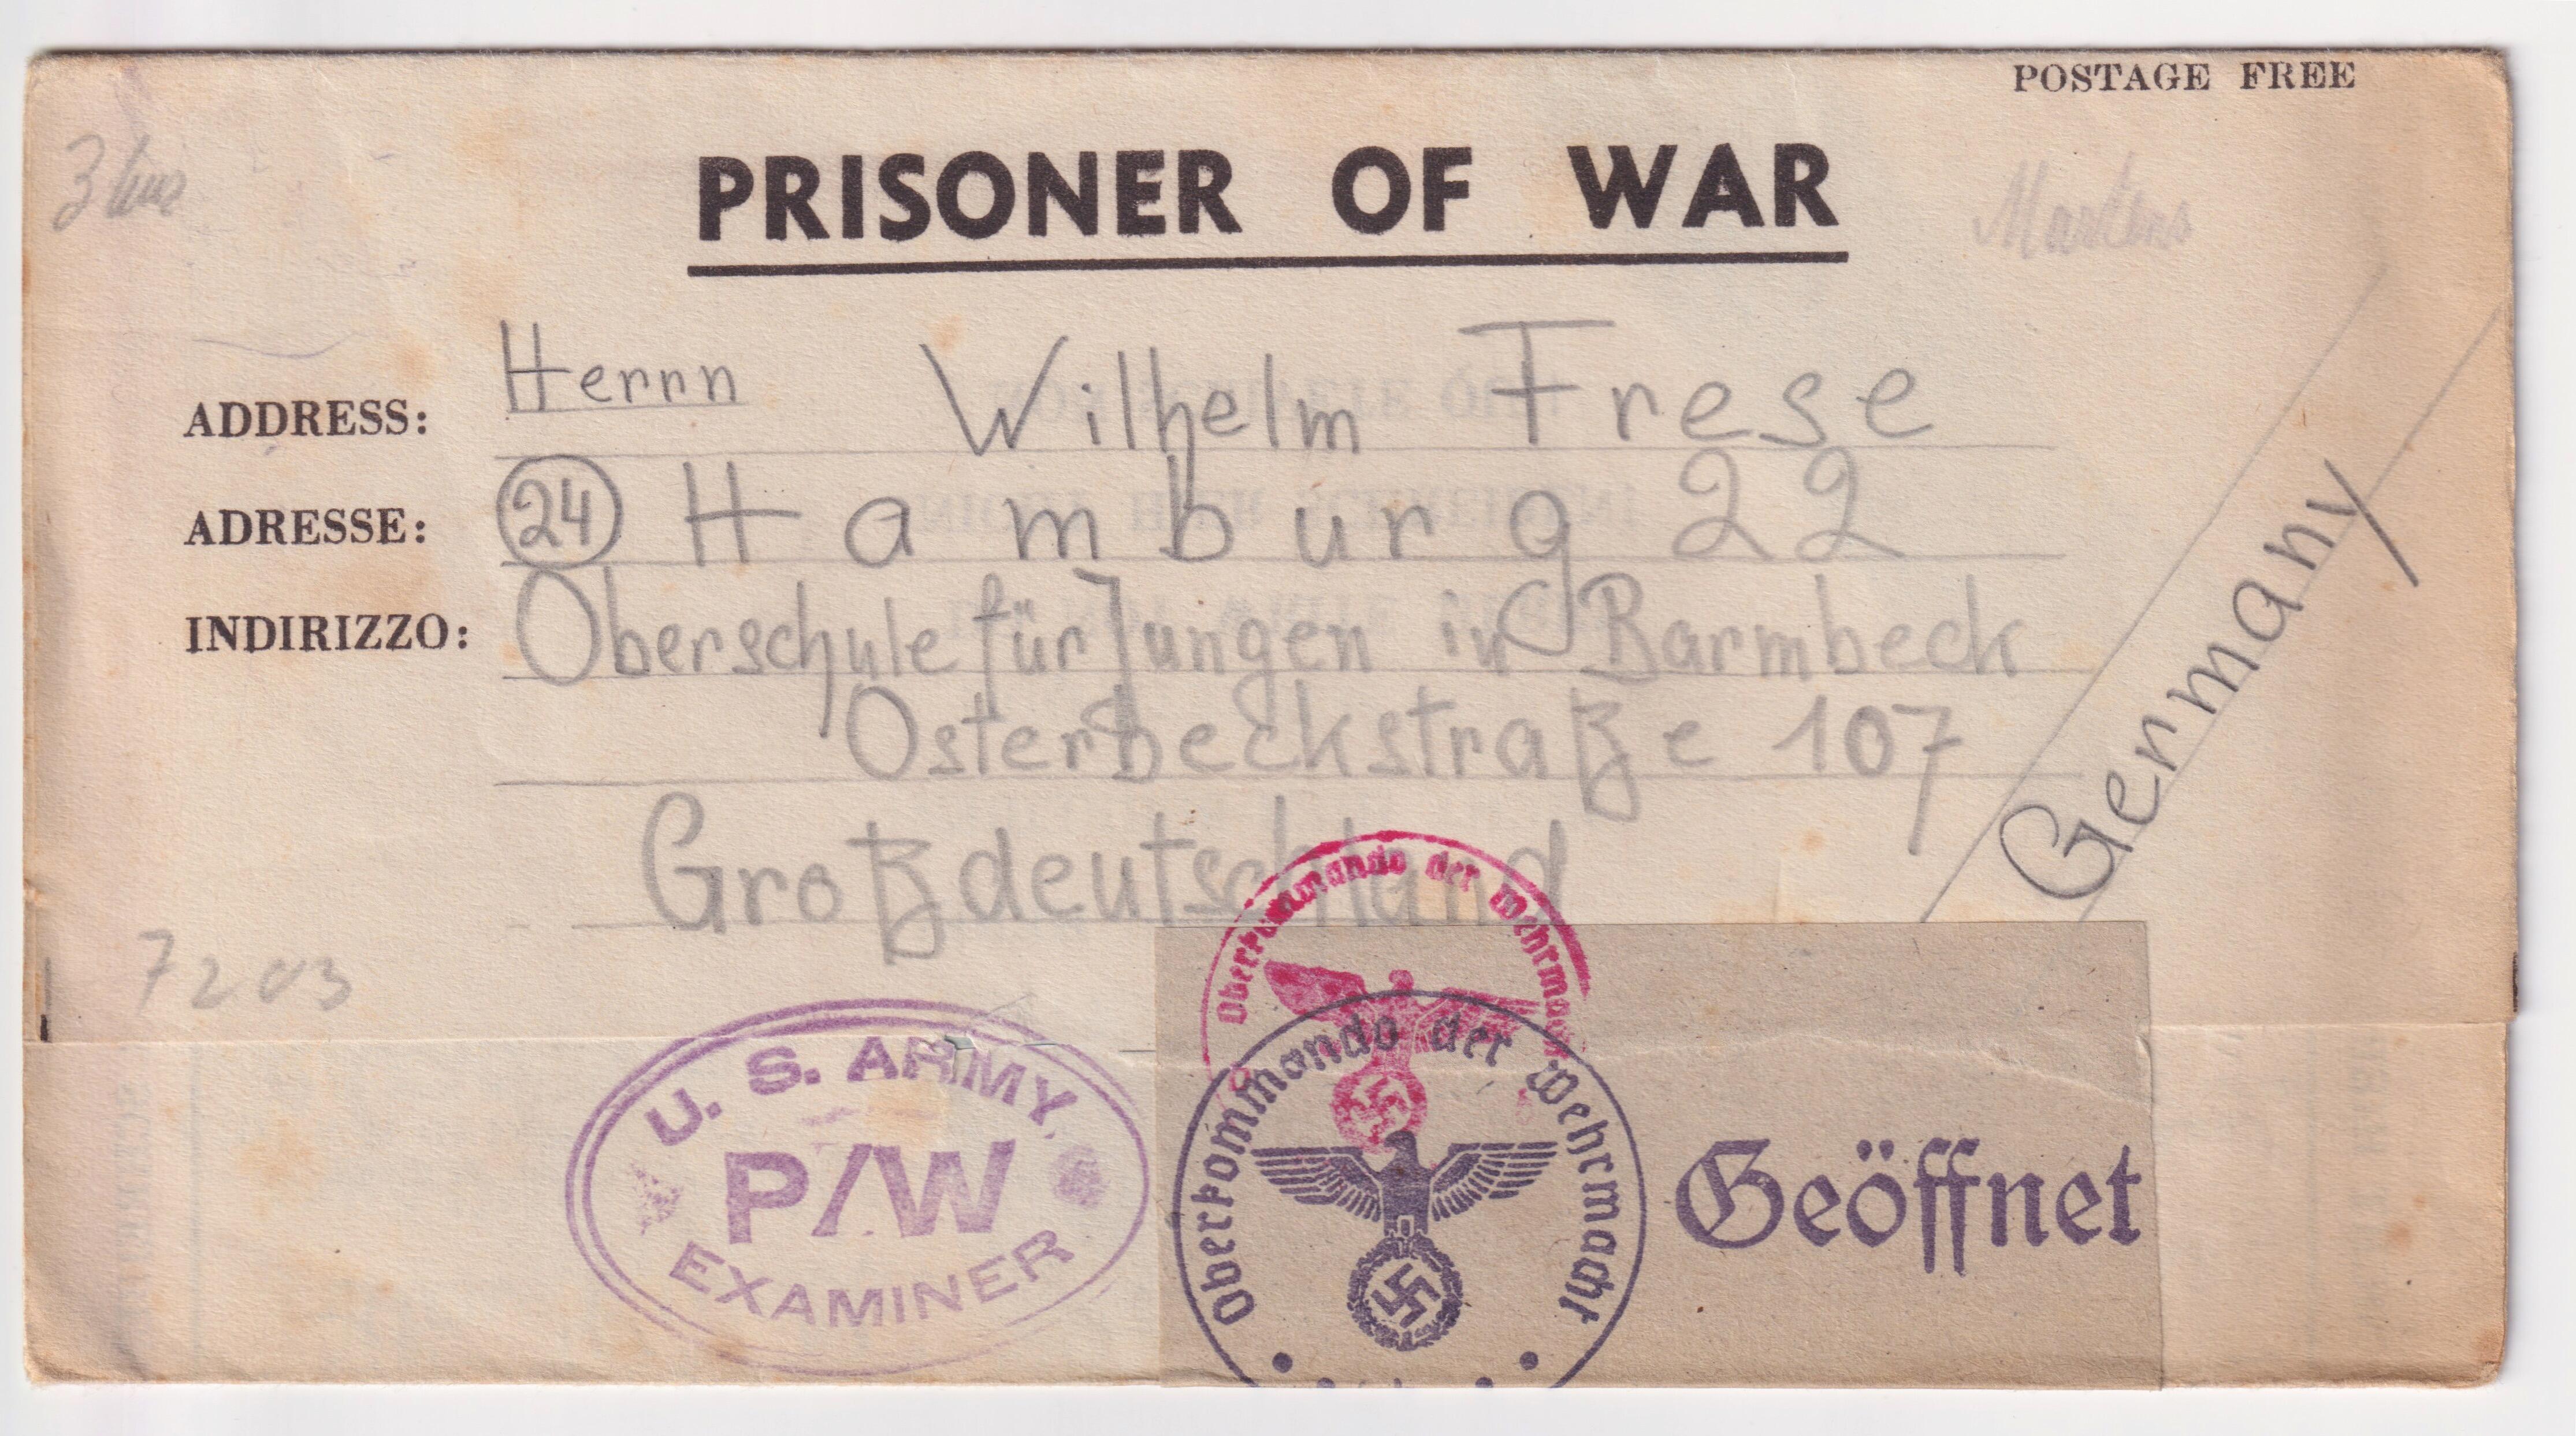 POSTAGE FREE
PRISONER OF WAR
Martens
ADDRESS: Herrn Wilhelm Frese
ADRESSE: 24 Hamburg 22
INDIRIZZO: Oberschule für Jungen in Barmbeck
Osterbeckstraße 107
Großdeutschland
Germany
7203
U. S. ARMY
P/W
EXAMINER
Oberkommando der Wehrmacht
Oberkommando der Wehrmacht
Geöffnet